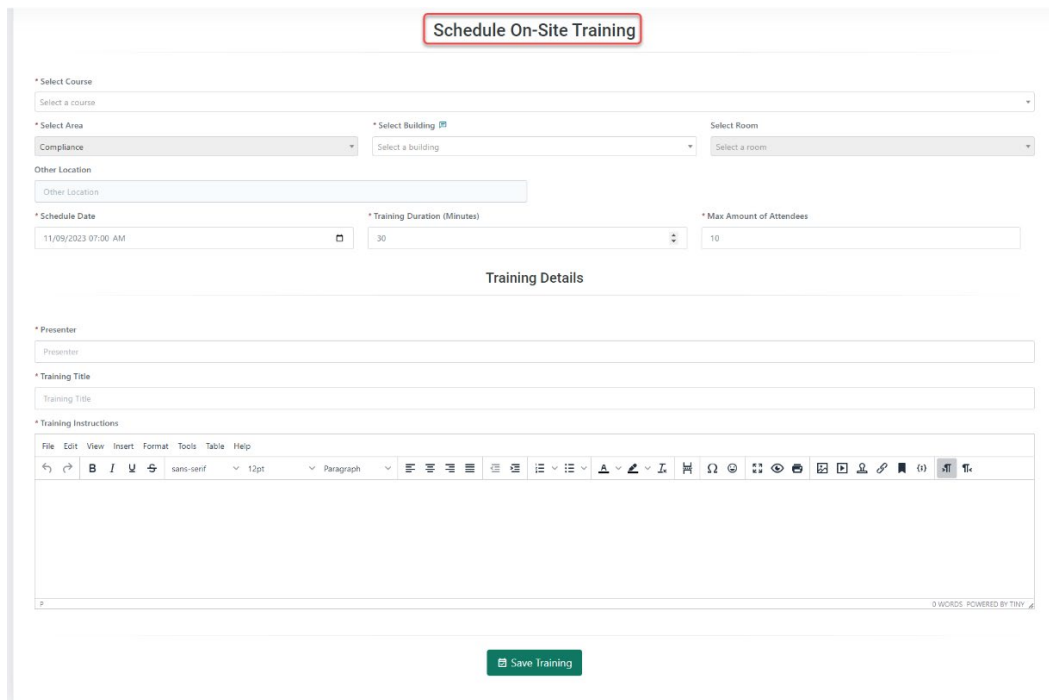 Schedule On-Site Training
* Select Course
Select a course
* Select Area * Select Building Select Room
Compliance Select a building Select a room
Other Location
Other Location
* Schedule Date * Training Duration (Minutes) * Max Amount of Attendees
11/09/2023 07:00 AM 30 10
Training Details
* Presenter
Presenter
* Training Title
Training Title
* Training Instructions
File Edit View Insert Format Tools Table Help
B I U S sans-serif 12pt Paragraph A Ω
P 0 WORDS POWERED BY TINY
Save Training